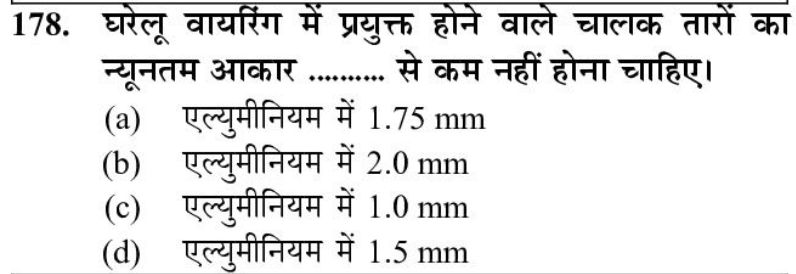 178. घरेलू वायरिंग में प्रयुक्त होने वाले चालक तारों का
न्यूनतम आकार .......... से कम नहीं होना चाहिए।
(a) एल्युमीनियम में 1.75 mm
(b) एल्युमीनियम में 2.0 mm
(c) एल्युमीनियम में 1.0 mm
(d) एल्युमीनियम में 1.5 mm